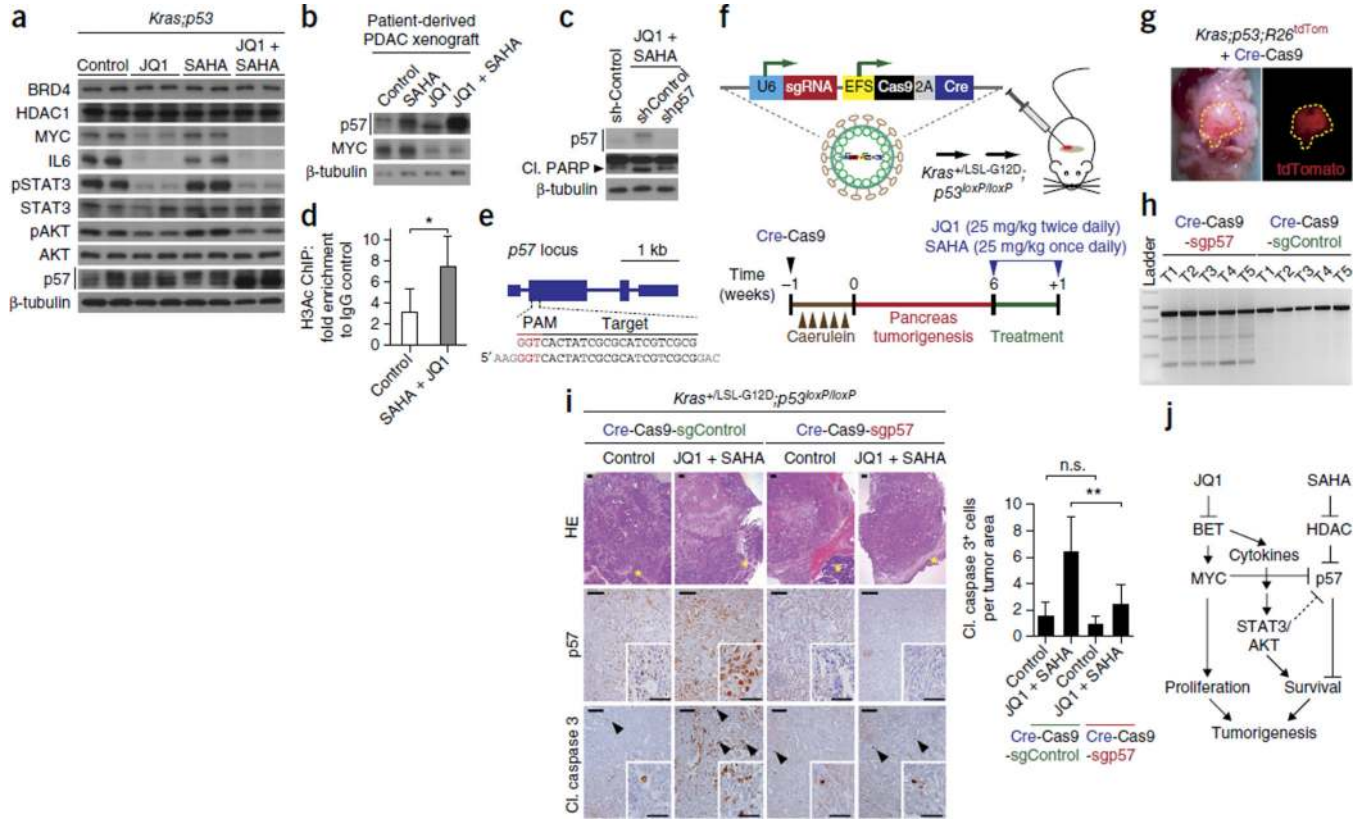 a
Kras;p53
Control JQ1 SAHA JQ1 + SAHA
BRD4
HDAC1
MYC
IL6
pSTAT3
STAT3
pAKT
AKT
p57
β-tubulin
b
Patient-derived
PDAC xenograft
Control SAHA JQ1 JQ1 + SAHA
p57
MYC
β-tubulin
c
JQ1 +
SAHA
sh-Control shControl shp57
p57
Cl. PARP
β-tubulin
d
*
H3Ac ChIP:
fold enrichment
to IgG control
10
8
6
4
2
0
Control
SAHA + JQ1
e
p57 locus
1 kb
PAM Target
GGTCACTATCGCGCATCGTCGCG
5′ AAGGGTCACTATCGCGCATCGTCGCGGAC
f
U6 sgRNA EFS Cas9 2A Cre
Kras+/LSL-G12D;
p53loxP/loxP
JQ1 (25 mg/kg twice daily)
SAHA (25 mg/kg once daily)
Cre-Cas9
Time
(weeks)
–1 0 6 +1
Caerulein
Pancreas
tumorigenesis
Treatment
g
Kras;p53;R26tdTom
+ Cre-Cas9
tdTomato
h
Cre-Cas9
-sgp57
Cre-Cas9
-sgControl
Ladder T1 T2 T3 T4 T5 T1 T2 T3 T4 T5
i
Kras+/LSL-G12D;p53loxP/loxP
Cre-Cas9-sgControl Cre-Cas9-sgp57
Control JQ1 + SAHA Control JQ1 + SAHA
HE
p57
Cl. caspase 3
n.s.
**
Cl. caspase 3+ cells
per tumor area
10
8
6
4
2
0
Control
JQ1 + SAHA
Control
JQ1 + SAHA
Cre-Cas9
-sgControl
Cre-Cas9
-sgp57
j
JQ1 SAHA
BET HDAC
Cytokines
MYC p57
STAT3/
AKT
Proliferation Survival
Tumorigenesis